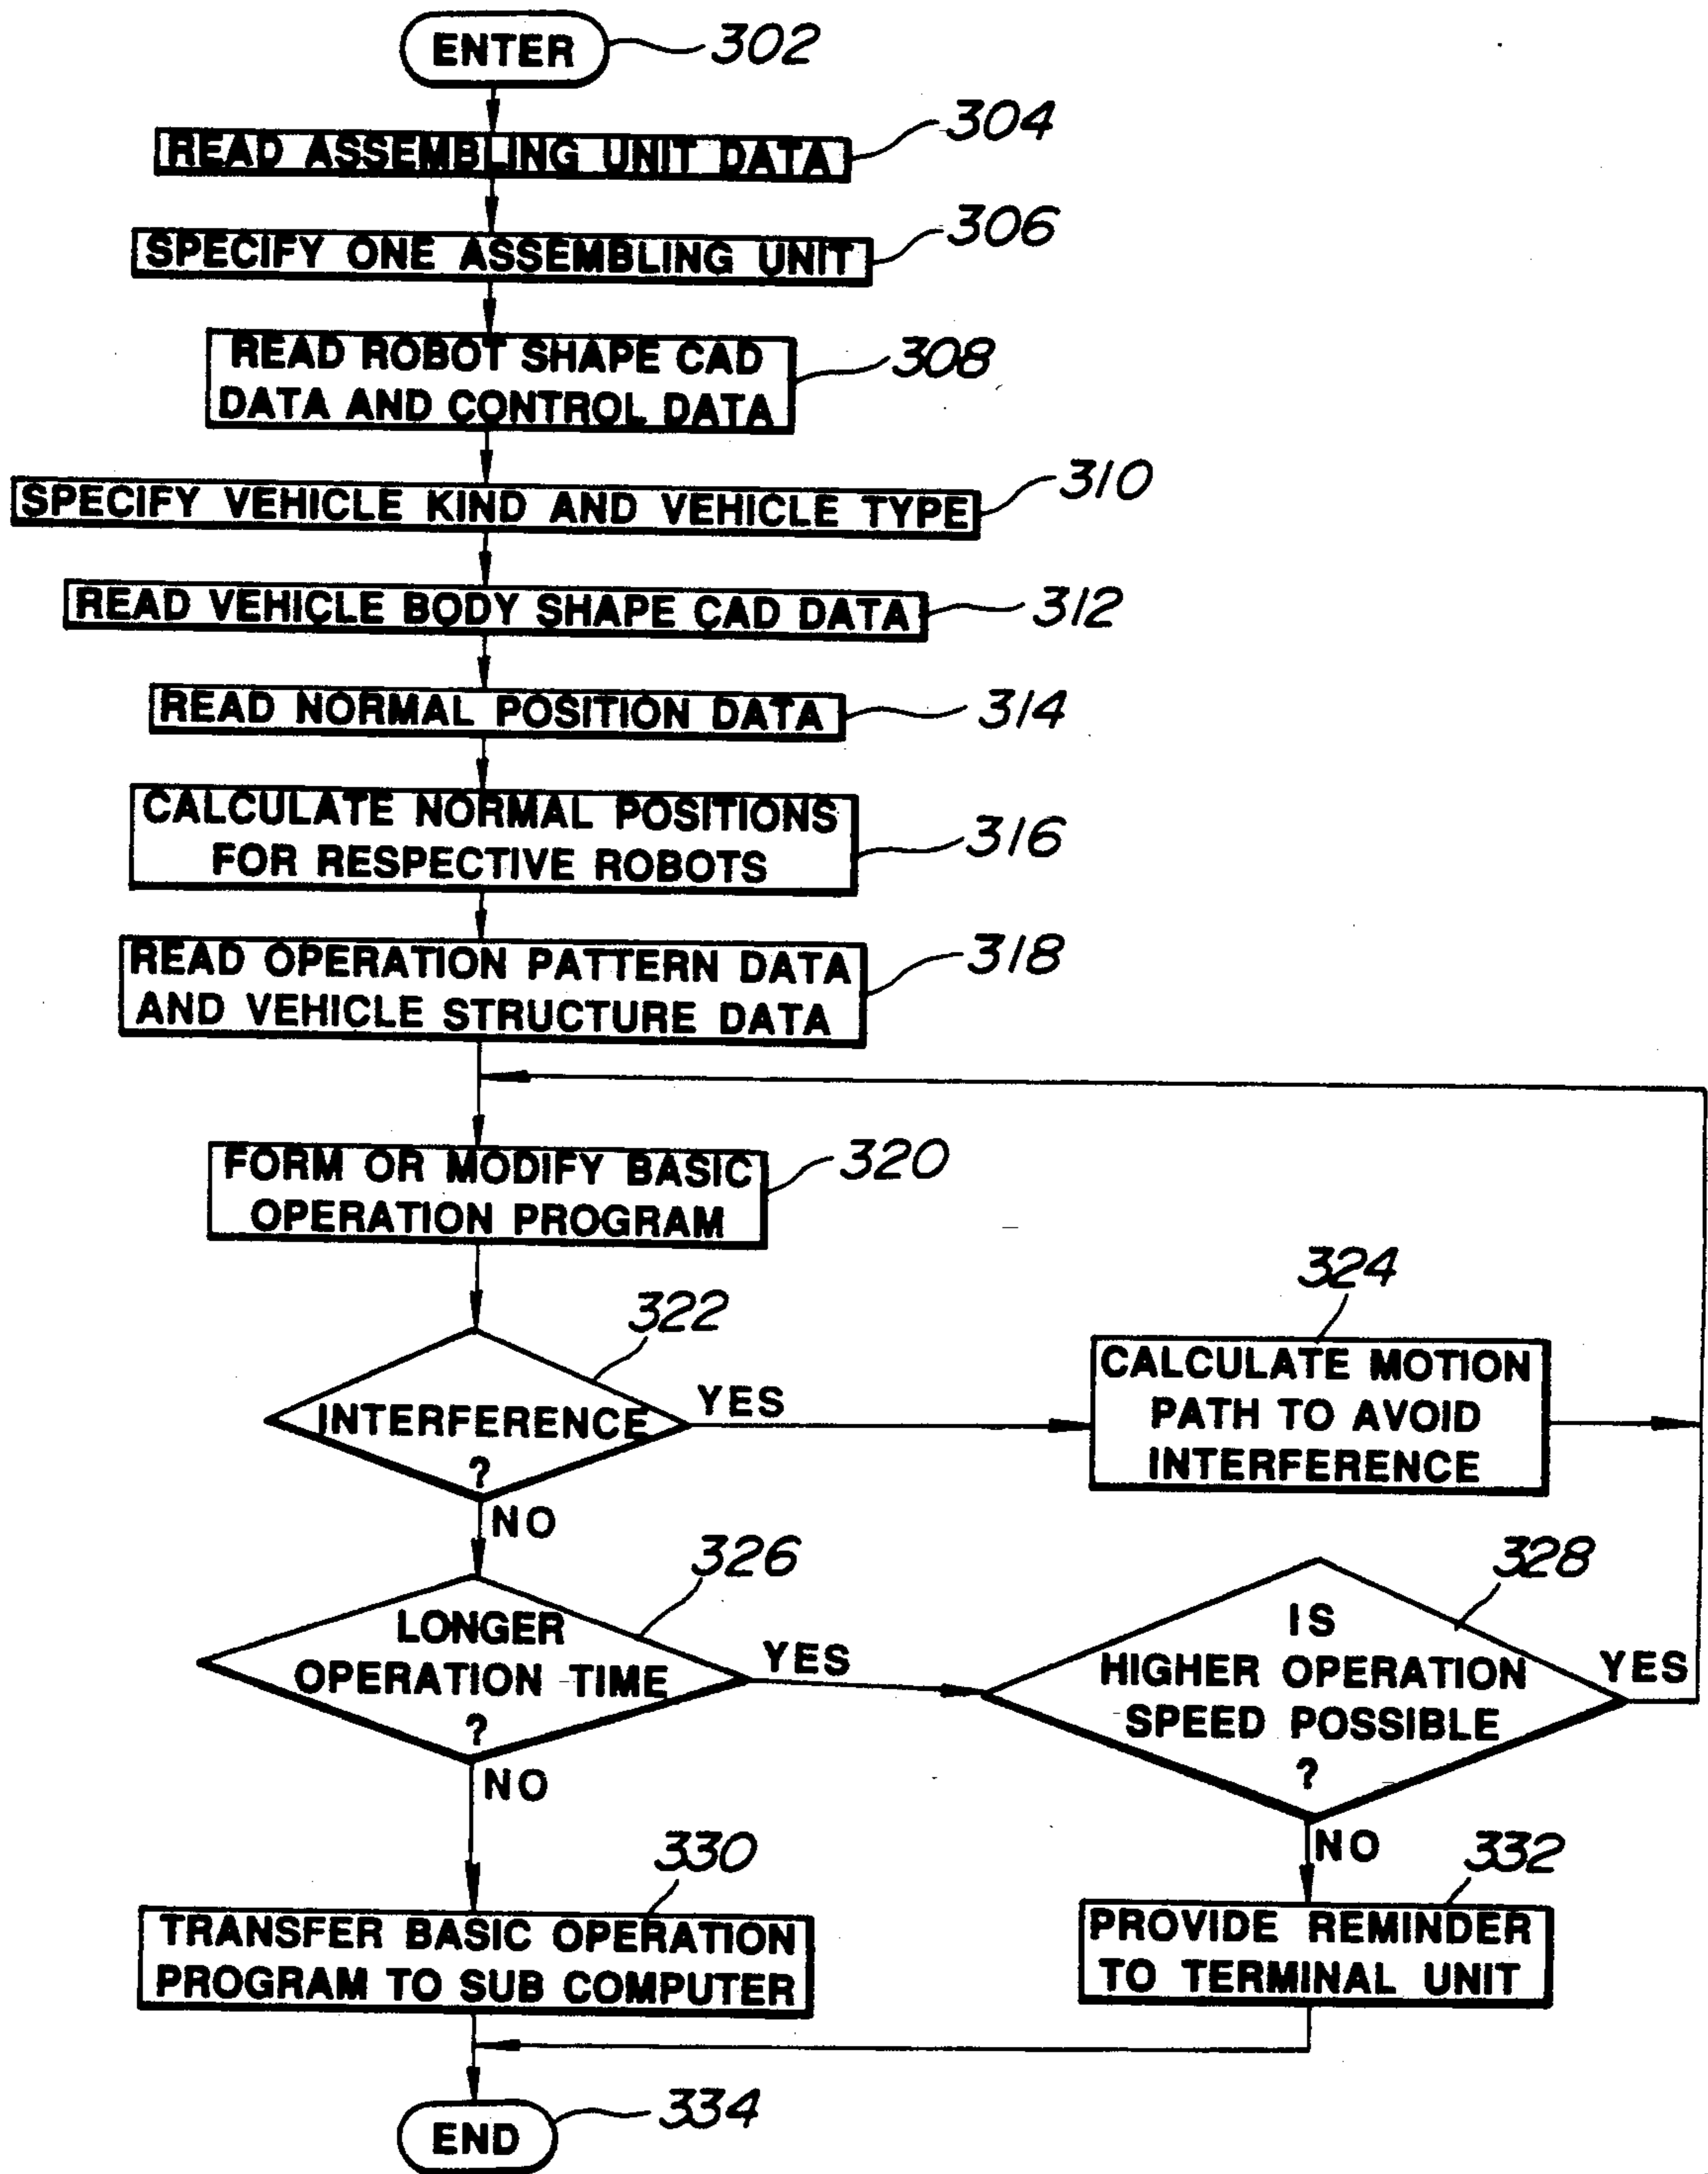 ENTER
302
READ ASSEMBLING UNIT DATA
304
SPECIFY ONE ASSEMBLING UNIT
306
READ ROBOT SHAPE CAD
DATA AND CONTROL DATA
308
SPECIFY VEHICLE KIND AND VEHICLE TYPE
310
READ VEHICLE BODY SHAPE CAD DATA
312
READ NORMAL POSITION DATA
314
CALCULATE NORMAL POSITIONS
FOR RESPECTIVE ROBOTS
316
READ OPERATION PATTERN DATA
AND VEHICLE STRUCTURE DATA
318
FORM OR MODIFY BASIC
OPERATION PROGRAM
320
INTERFERENCE
?
322
YES
NO
324
CALCULATE MOTION
PATH TO AVOID
INTERFERENCE
LONGER
OPERATION TIME
?
326
YES
NO
328
IS
HIGHER OPERATION
SPEED POSSIBLE
?
YES
NO
330
TRANSFER BASIC OPERATION
PROGRAM TO SUB COMPUTER
332
PROVIDE REMINDER
TO TERMINAL UNIT
END
334